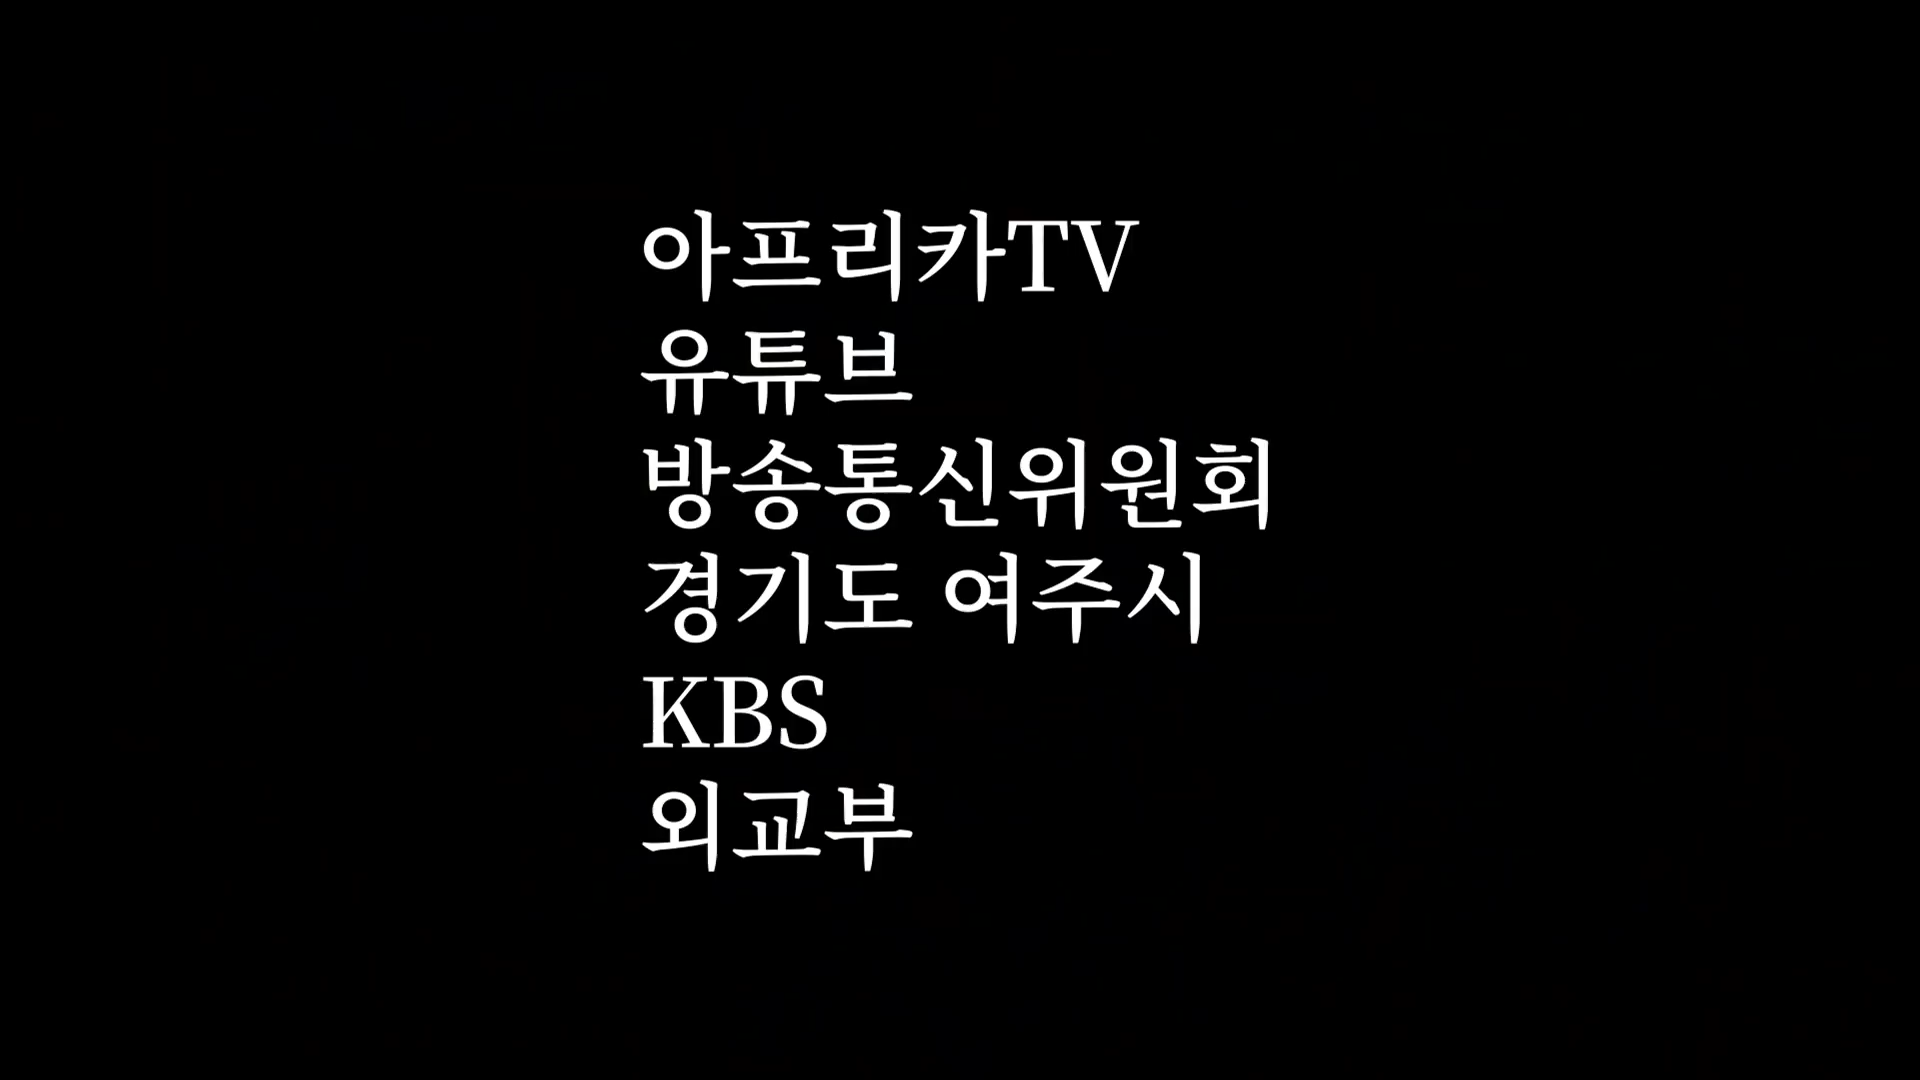 아프리카TV
유튜브
방송통신위원회
경기도 여주시
KBS
외교부